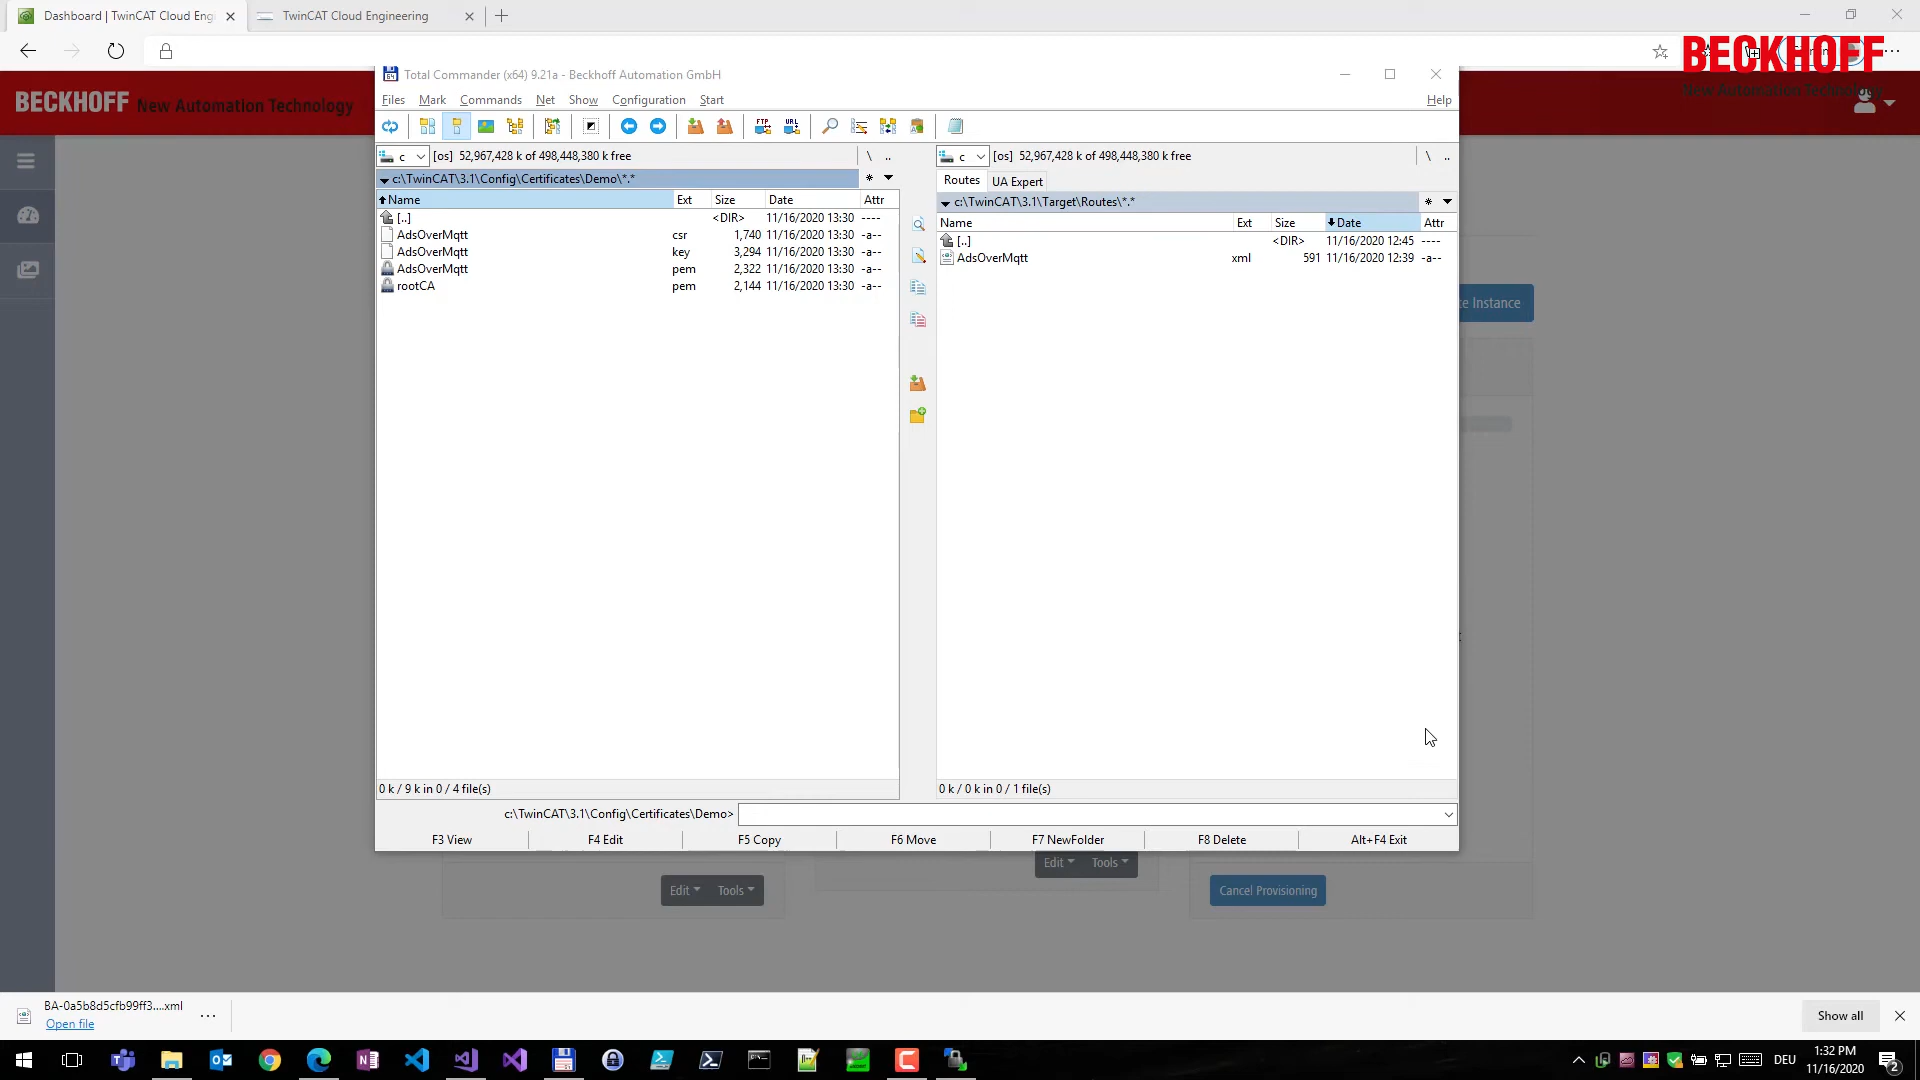 Dashboard | TwinCAT Cloud Eng
TwinCAT Cloud Engineering
BECKHOFF
New Automation Technology
BECKHOFF New Automation Technology
Total Commander (x64) 9.21a - Beckhoff Automation GmbH
Files Mark Commands Net Show Configuration Start Help
FTP URL
c [os] 52,967,428 k of 498,448,380 k free \ ..
c [os] 52,967,428 k of 498,448,380 k free \ ..
c:\TwinCAT\3.1\Config\Certificates\Demo\*.* *
Name Ext Size Date Attr
[..] <DIR> 11/16/2020 13:30 ----
AdsOverMqtt csr 1,740 11/16/2020 13:30 -a--
AdsOverMqtt key 3,294 11/16/2020 13:30 -a--
AdsOverMqtt pem 2,322 11/16/2020 13:30 -a--
rootCA pem 2,144 11/16/2020 13:30 -a--
Routes UA Expert
c:\TwinCAT\3.1\Target\Routes\*.* *
Name Ext Size Date Attr
[..] <DIR> 11/16/2020 12:45 ----
AdsOverMqtt xml 591 11/16/2020 12:39 -a--
ce Instance
0 k / 9 k in 0 / 4 file(s)
0 k / 0 k in 0 / 1 file(s)
c:\TwinCAT\3.1\Config\Certificates\Demo>
F3 View F4 Edit F5 Copy F6 Move F7 NewFolder F8 Delete Alt+F4 Exit
Edit Tools
Edit Tools
Cancel Provisioning
BA-0a5b8d5cfb99ff3....xml
Open file
Show all
DEU
1:32 PM
11/16/2020
2